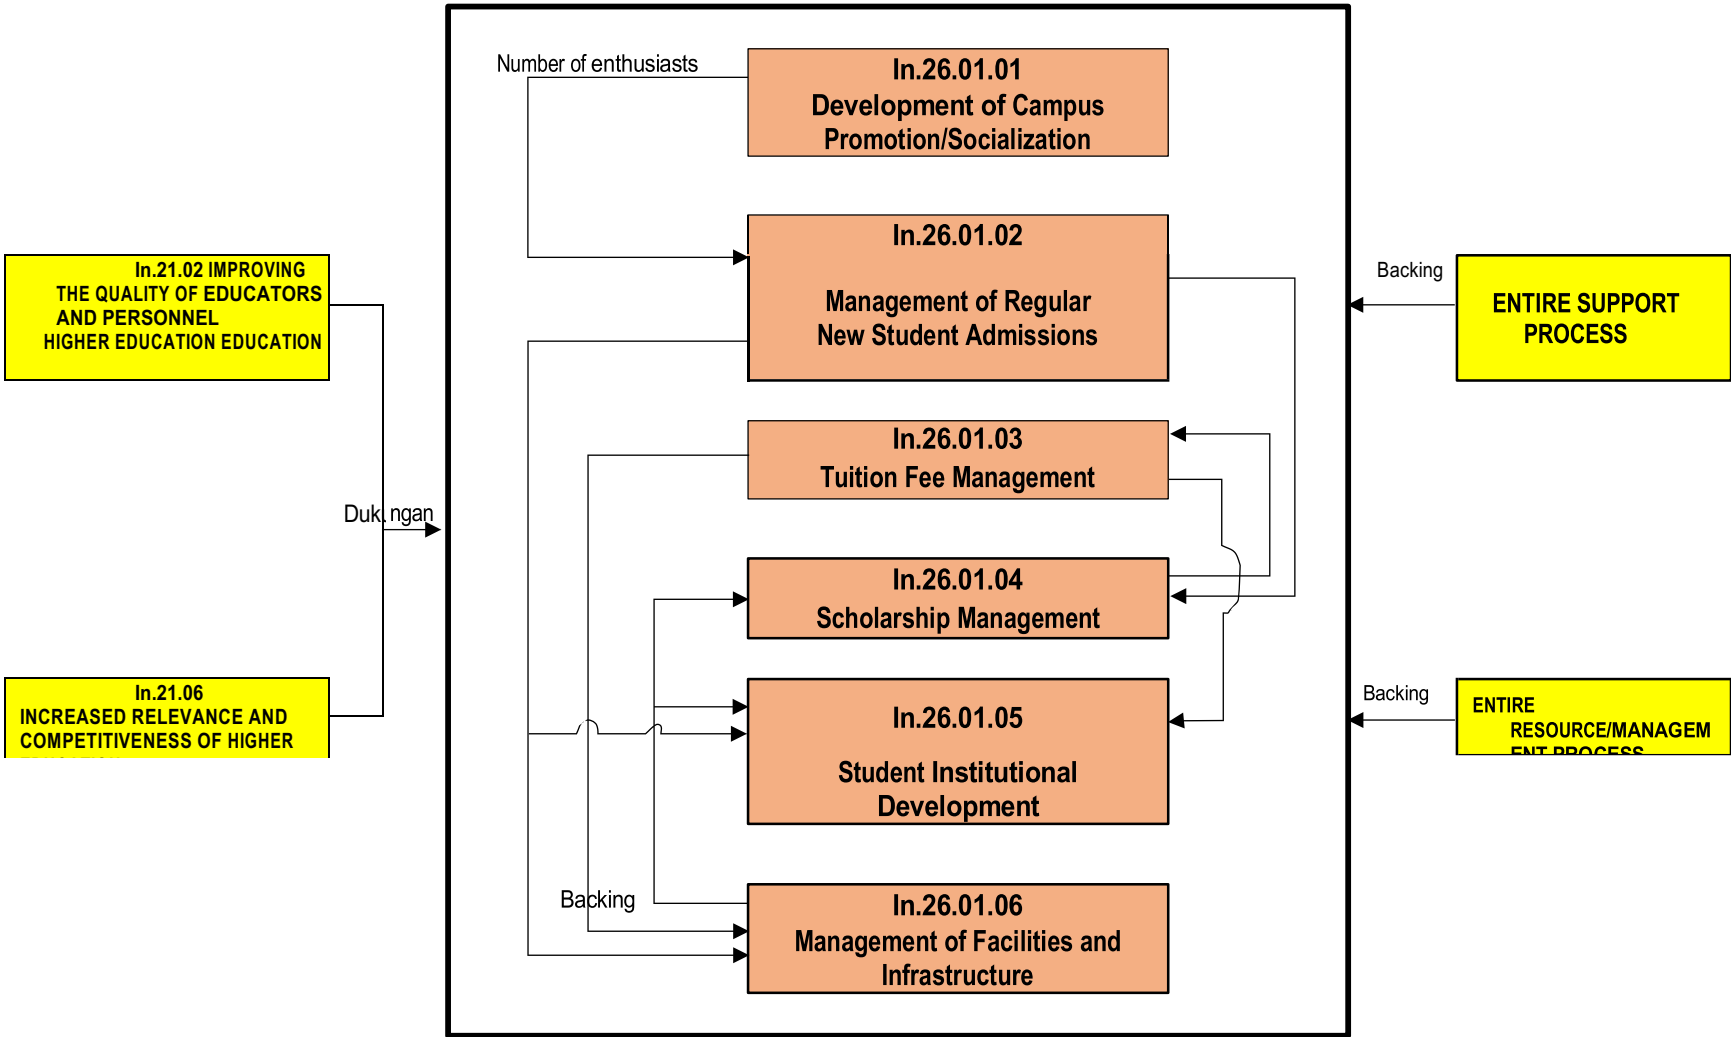 Number of enthusiasts
In.26.01.01
Development of Campus
Promotion/Socialization
In.26.01.02
Management of Regular
New Student Admissions
In.21.02 IMPROVING
THE QUALITY OF EDUCATORS
AND PERSONNEL
HIGHER EDUCATION EDUCATION
Backing
ENTIRE SUPPORT
PROCESS
In.26.01.03
Tuition Fee Management
In.26.01.04
Scholarship Management
In.21.06
INCREASED RELEVANCE AND
COMPETITIVENESS OF HIGHER
In.26.01.05
Student Institutional
Development
Backing
ENTIRE
RESOURCE/MANAGEM
ENT PROCESS
Backing
In.26.01.06
Management of Facilities and
Infrastructure